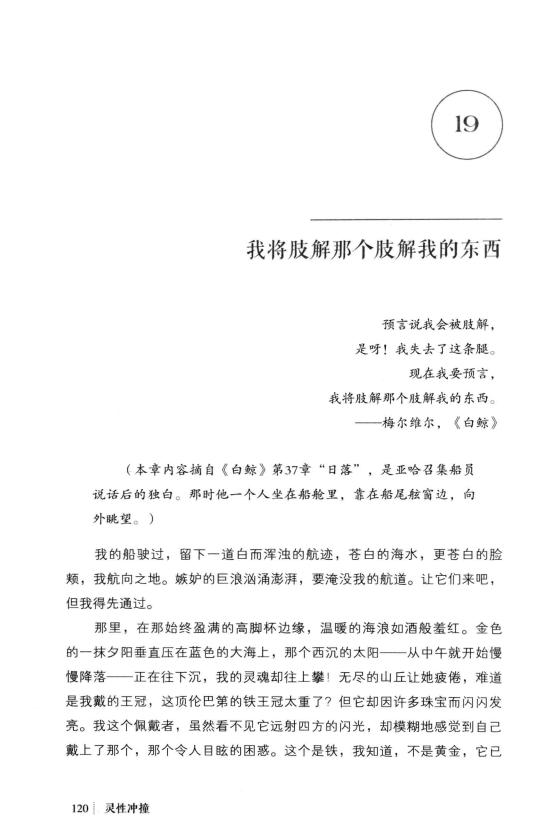 19
我将肢解那个肢解我的东西
预言说我会被肢解，
是呀！我失去了这条腿。
现在我要预言，
我将肢解那个肢解我的东西。
——梅尔维尔，《白鲸》
（本章内容摘自《白鲸》第37章“日落”，是亚哈召集船员
说话后的独白。那时他一个人坐在船舱里，靠在船尾舷窗边，向
外眺望。）
我的船驶过，留下一道白而浑浊的航迹，苍白的海水，更苍白的脸
颊，我航向之地。嫉妒的巨浪汹涌澎湃，要淹没我的航道。让它们来吧，
但我得先通过。
那里，在那始终盈满的高脚杯边缘，温暖的海浪如酒般羞红。金色
的一抹夕阳垂直压在蓝色的大海上，那个西沉的太阳——从中午就开始慢
慢降落——正在往下沉，我的灵魂却往上攀！无尽的山丘让她疲倦，难道
是我戴的王冠，这顶伦巴第的铁王冠太重了？但它却因许多珠宝而闪闪发
亮。我这个佩戴者，虽然看不见它远射四方的闪光，却模糊地感觉到自己
戴上了那个，那个令人目眩的困惑。这个是铁，我知道，不是黄金，它已
120 灵性冲撞